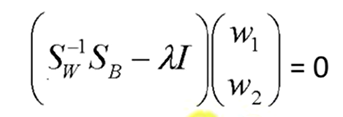 (S_W^{-1} S_B − λI) (w_1 w_2) = 0